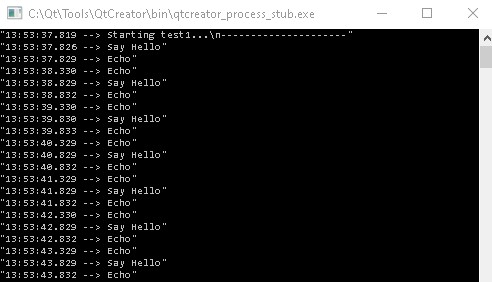 C:\Qt\Tools\QtCreator\bin\qtcreator_process_stub.exe
"13:53:37.819 --> Starting test1...\n----------------------"
"13:53:37.826 --> Say Hello"
"13:53:37.829 --> Echo"
"13:53:38.330 --> Echo"
"13:53:38.829 --> Say Hello"
"13:53:38.832 --> Echo"
"13:53:39.330 --> Echo"
"13:53:39.830 --> Say Hello"
"13:53:39.833 --> Echo"
"13:53:40.329 --> Echo"
"13:53:40.829 --> Say Hello"
"13:53:40.832 --> Echo"
"13:53:41.329 --> Echo"
"13:53:41.829 --> Say Hello"
"13:53:41.832 --> Echo"
"13:53:42.330 --> Echo"
"13:53:42.829 --> Say Hello"
"13:53:42.832 --> Echo"
"13:53:43.329 --> Echo"
"13:53:43.829 --> Say Hello"
"13:53:43.832 --> Echo"